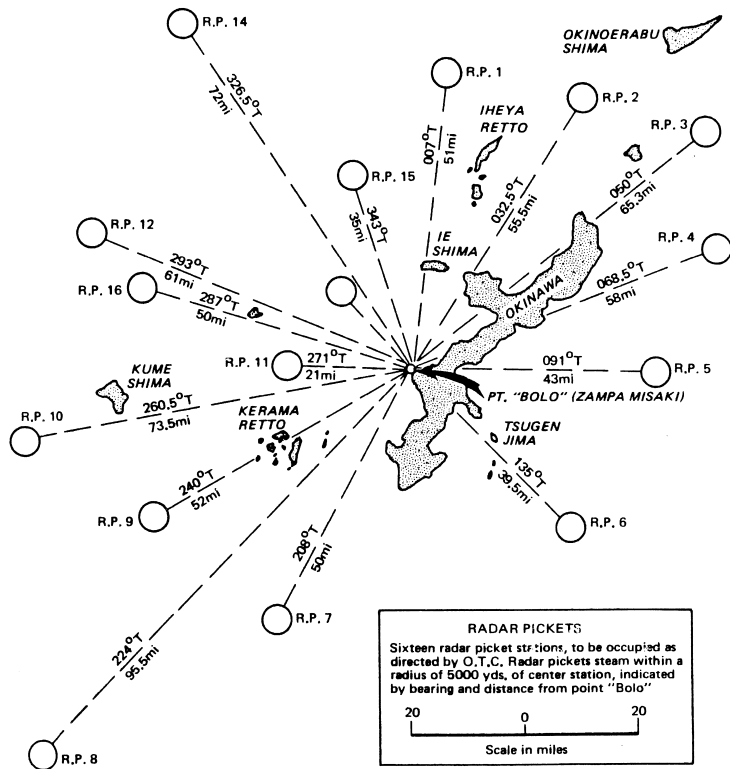 R.P. 14
OKINOERABU
SHIMA
R.P. 1
R.P. 2
326.5°T
72mi
IHEYA
RETTO
R.P. 3
007°T
51mi
032.5°T
55.5mi
050°T
65.3mi
R.P. 15
343°T
35mi
R.P. 12
293°T
61mi
IE
SHIMA
R.P. 4
R.P. 16
287°T
50mi
OKINAWA
068.5°T
58mi
R.P. 11
271°T
21mi
091°T
43mi
R.P. 5
KUME
SHIMA
PT. "BOLO" (ZAMPA MISAKI)
R.P. 10
260.5°T
73.5mi
KERAMA
RETTO
TSUGEN
JIMA
135°T
39.5mi
240°T
52mi
R.P. 9
R.P. 6
208°T
50mi
R.P. 7
224°T
95.5mi
R.P. 8
RADAR PICKETS
Sixteen radar picket stations, to be occupied as
directed by O.T.C. Radar pickets steam within a
radius of 5000 yds. of center station, indicated
by bearing and distance from point "Bolo"
20 0 20
Scale in miles